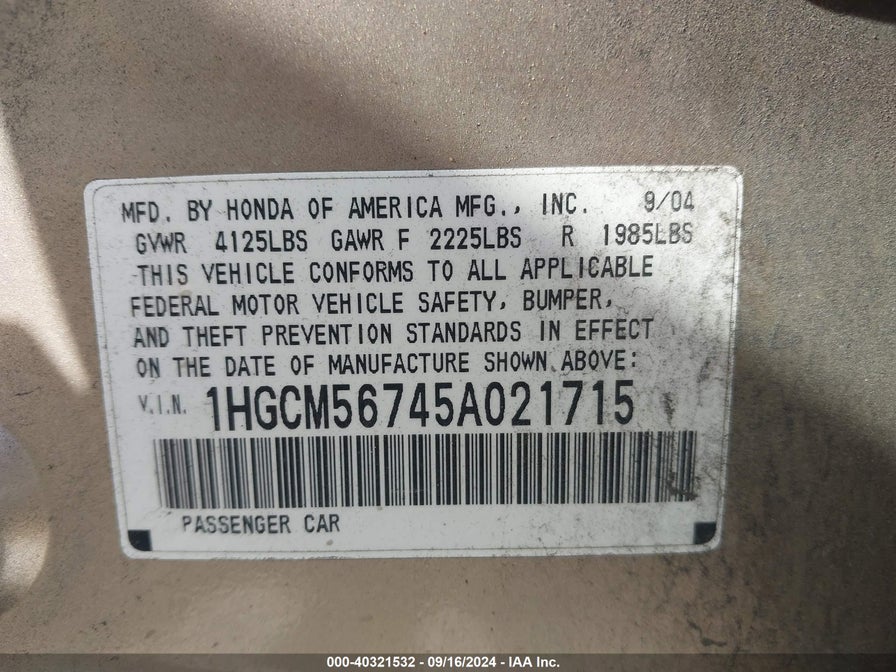 MFD. BY HONDA OF AMERICA MFG., INC. 9/04
GVWR 4125LBS GAWR F 2225LBS R 1985LBS
THIS VEHICLE CONFORMS TO ALL APPLICABLE
FEDERAL MOTOR VEHICLE SAFETY, BUMPER,
AND THEFT PREVENTION STANDARDS IN EFFECT
ON THE DATE OF MANUFACTURE SHOWN ABOVE:
V.I.N. 1HGCM56745A021715
PASSENGER CAR
000-40321532 - 09/16/2024 - IAA Inc.